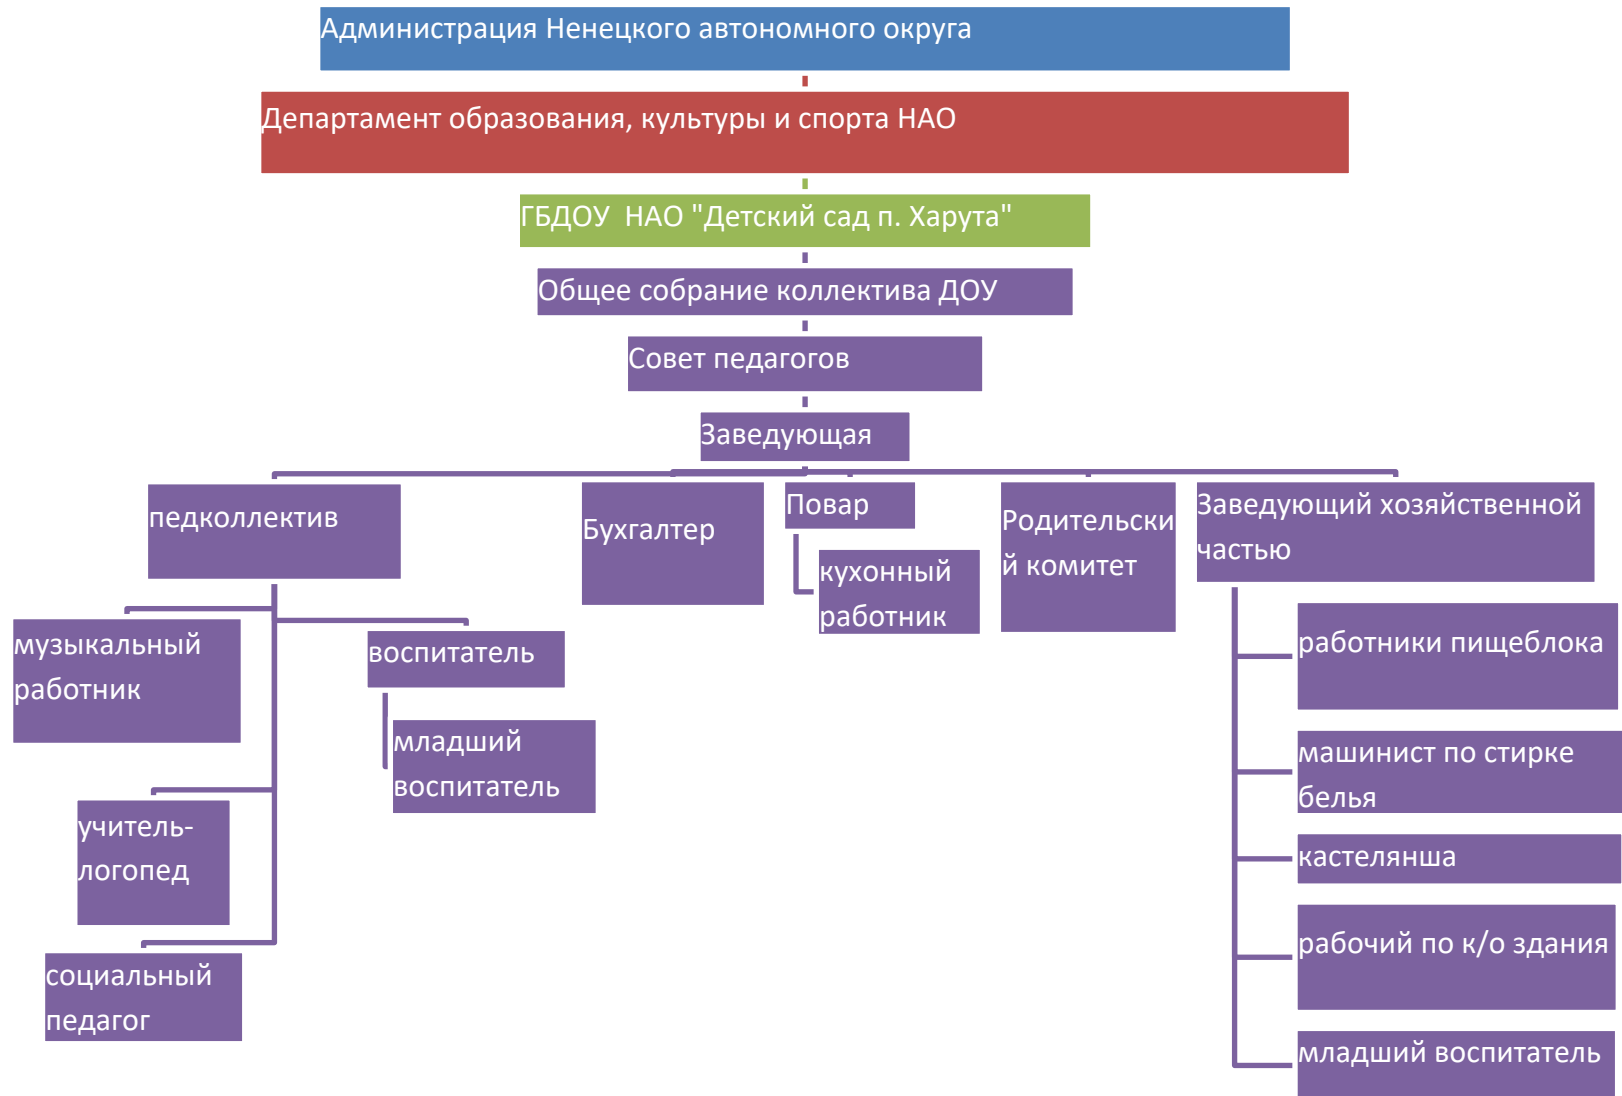 Администрация Ненецкого автономного округа
Департамент образования, культуры и спорта НАО
ГБДОУ  НАО "Детский сад п. Харута"
Общее собрание коллектива ДОУ
Совет педагогов
Заведующая
педколлектив
музыкальный
работник
воспитатель
младший
воспитатель
учитель-
логопед
социальный
педагог
Бухгалтер
Повар
кухонный
работник
Родительски
й комитет
Заведующий хозяйственной
частью
работники пищеблока
машинист по стирке
белья
кастелянша
рабочий по к/о здания
младший воспитатель